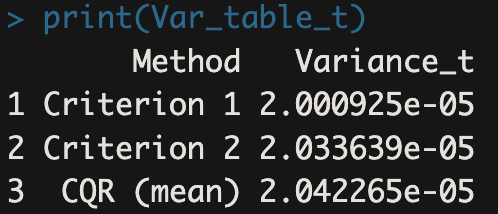 > print(Var_table_t)
Method Variance_t
1 Criterion 1 2.000925e-05
2 Criterion 2 2.033639e-05
3 CQR (mean) 2.042265e-05